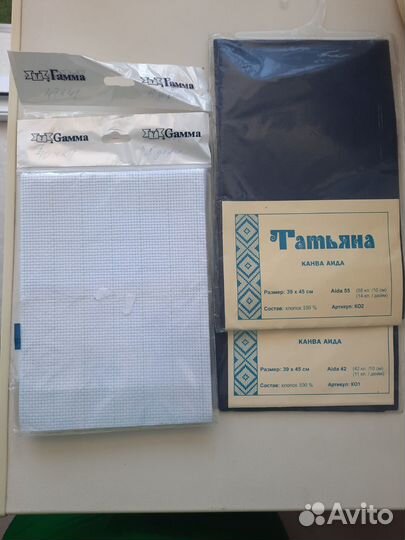 Гамма
Гамма
Gamma
Gamma
Татьяна
КАНВА АИДА
Размер: 39 х 45 см
Aida 55 (55 кл. /10 см)
(14 кл. / дюйм)
Состав: хлопок 100 %
Артикул: К02
КАНВА АИДА
Размер: 39 х 45 см
Aida 42 (42 кл. /10 см)
(11 кл. / дюйм)
Состав: хлопок 100 %
Артикул: К01
Avito